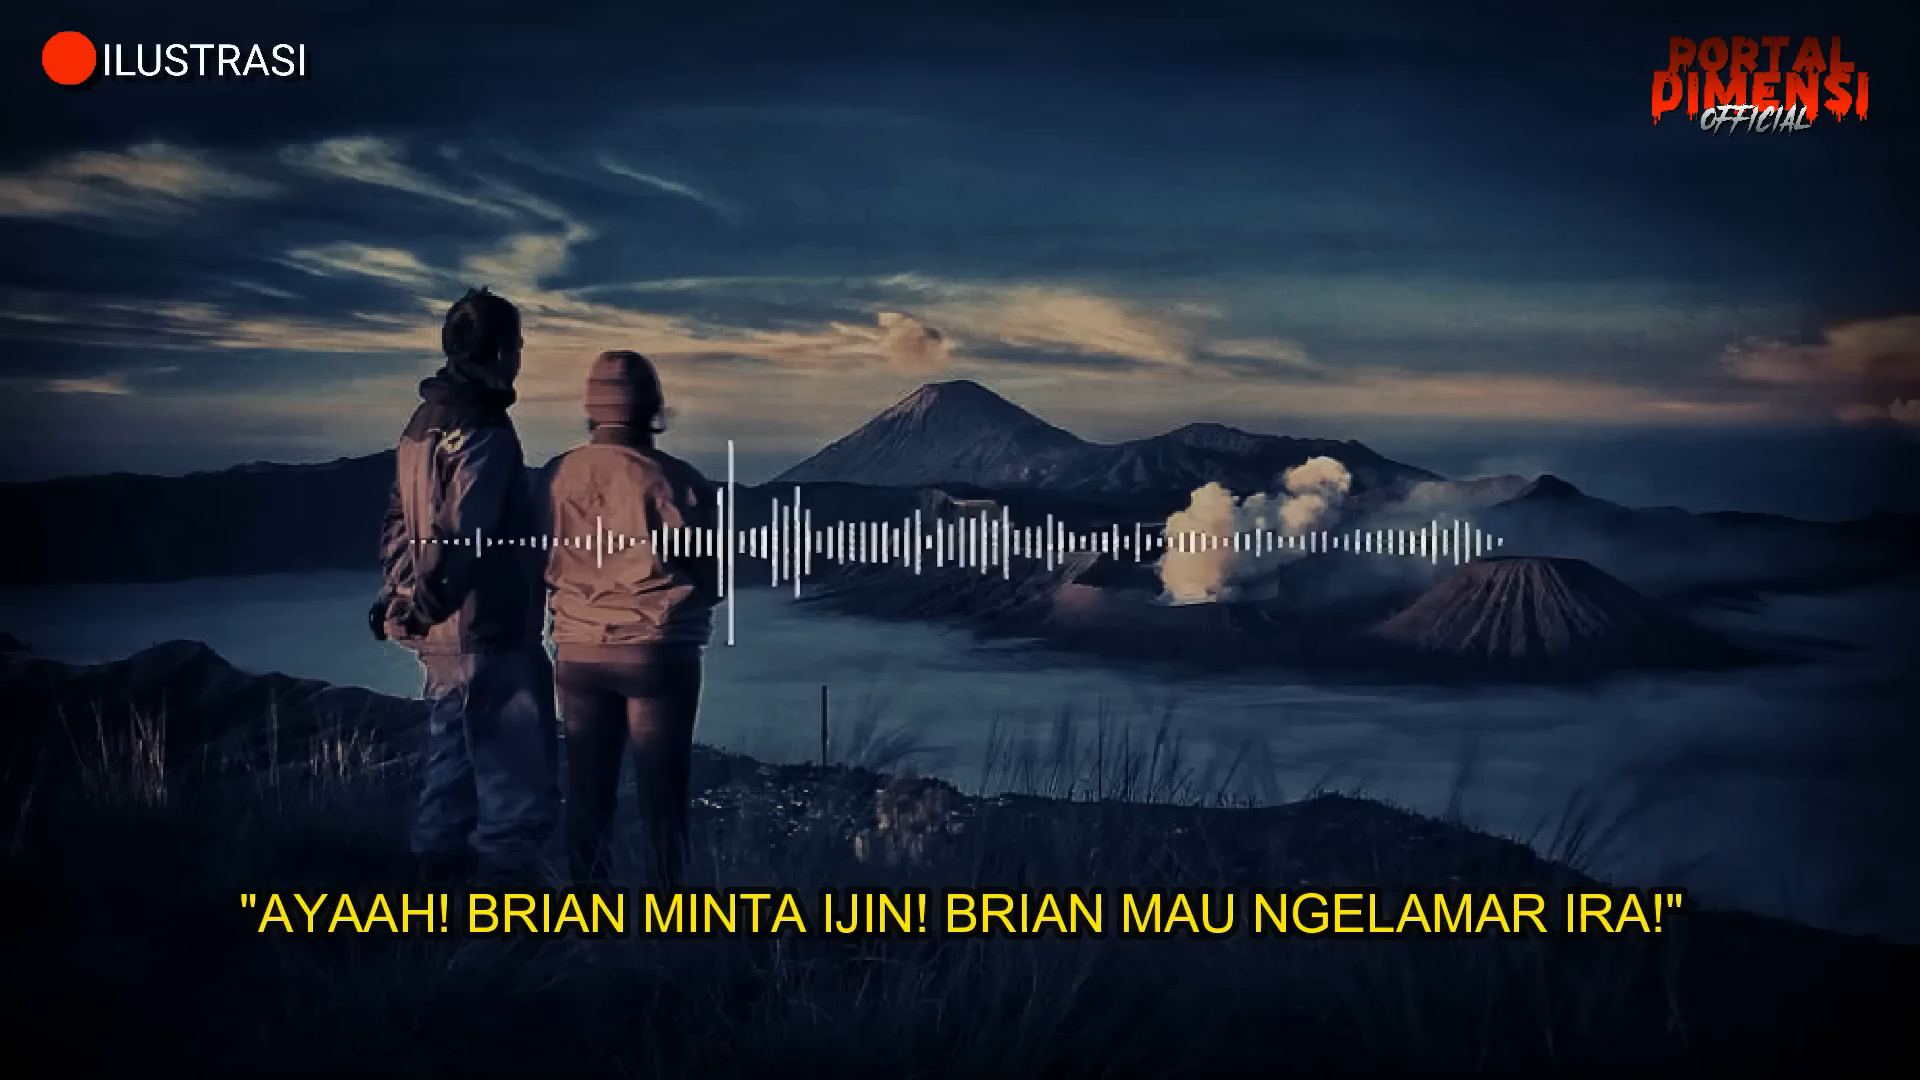 ILUSTRASI
PORTAL
DIMENSI
OFFICIAL
"AYAAH! BRIAN MINTA IJIN! BRIAN MAU NGELAMAR IRA!"